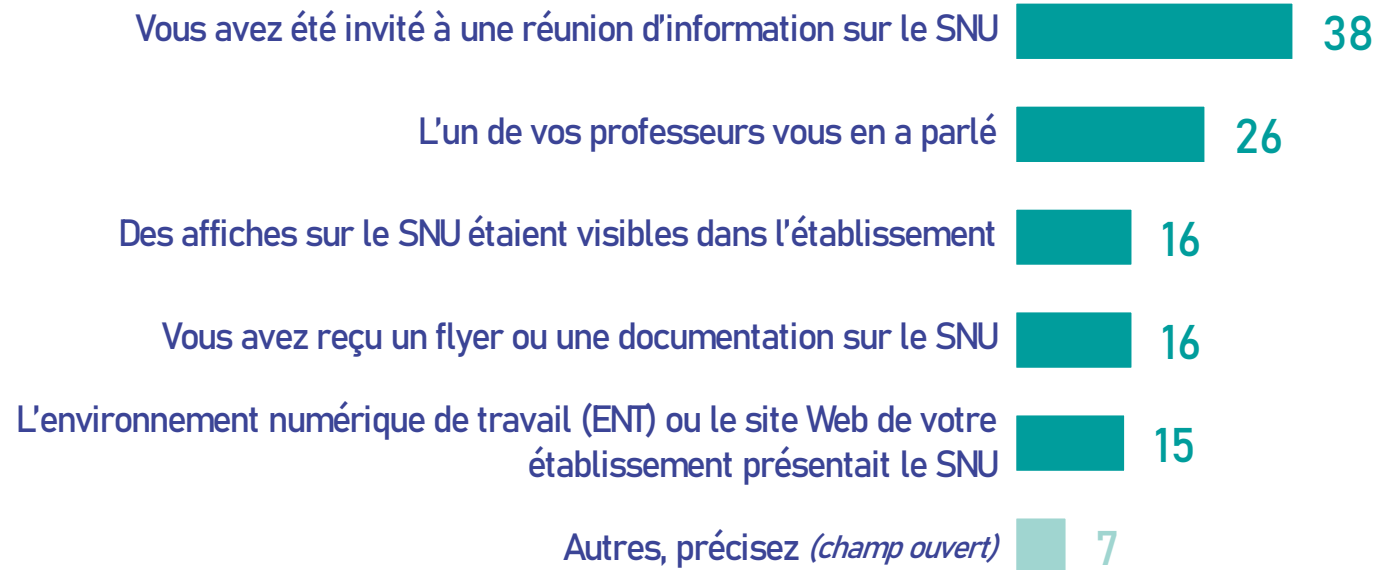 Vous avez été invité à une réunion d’information sur le SNU 38
L’un de vos professeurs vous en a parlé 26
Des affiches sur le SNU étaient visibles dans l’établissement 16
Vous avez reçu un flyer ou une documentation sur le SNU 16
L’environnement numérique de travail (ENT) ou le site Web de votre
établissement présentait le SNU 15
Autres, précisez (champ ouvert) 7